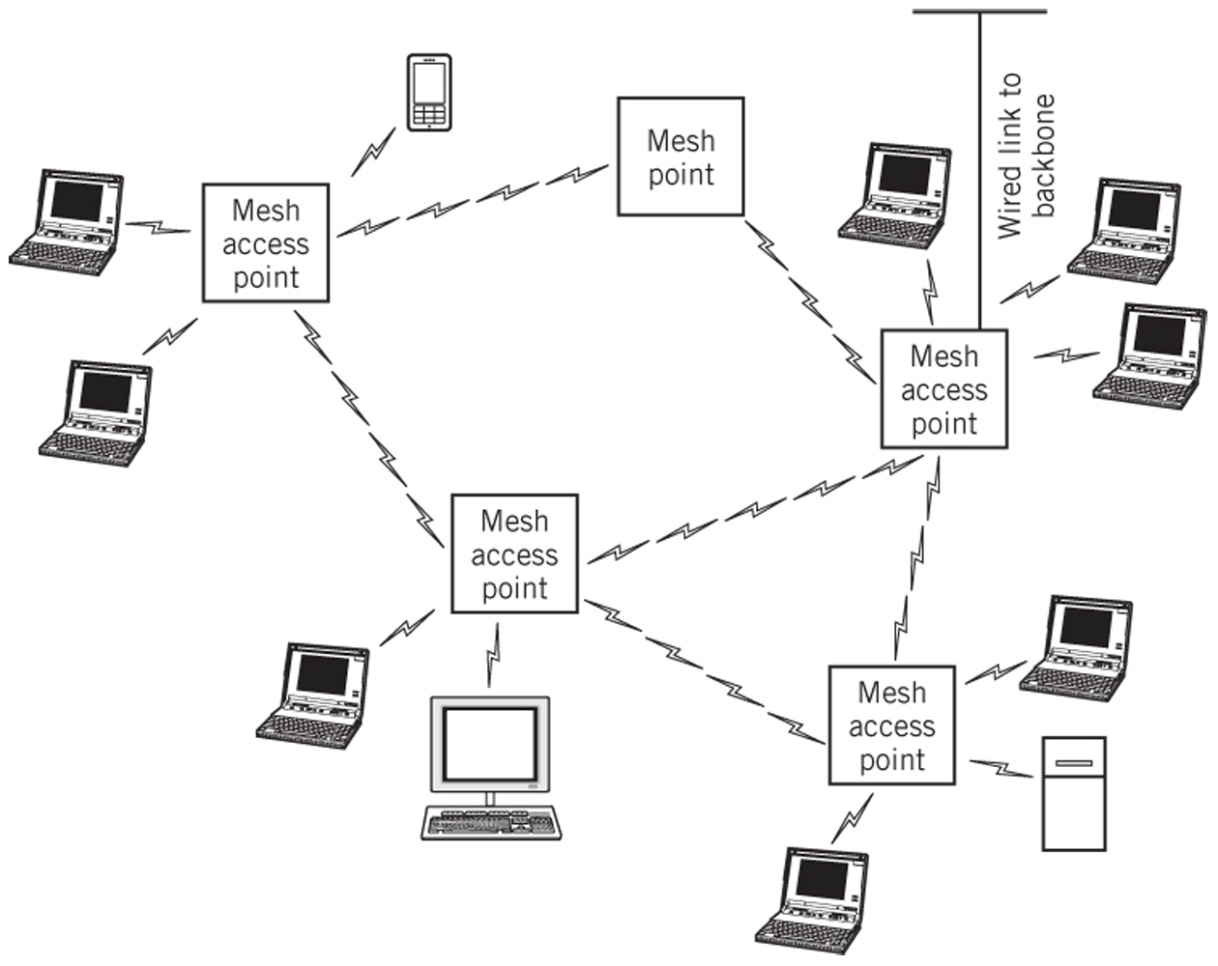 Mesh
point
Wired link to
backbone
Mesh
access
point
Mesh
access
point
Mesh
access
point
Mesh
access
point